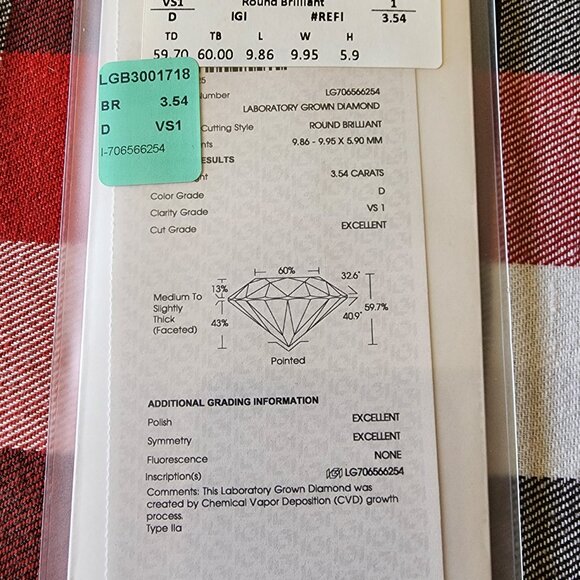 VS1 Round Brilliant 1
D IGI #REF! 3.54
TD TB L W H
59.70 60.00 9.86 9.95 5.9
LGB3001718
BR 3.54
D VS1
I-706566254
umber LG706566254
LABORATORY GROWN DIAMOND
Cutting Style ROUND BRILLIANT
nts 9.86 - 9.95 X 5.90 MM
RESULTS
ht 3.54 CARATS
Color Grade D
Clarity Grade VS 1
Cut Grade EXCELLENT
60%
13% 32.6°
Medium To
Slightly
Thick
(Faceted)
59.7%
43% 40.9°
Pointed
ADDITIONAL GRADING INFORMATION
Polish EXCELLENT
Symmetry EXCELLENT
Fluorescence NONE
Inscription(s) IGI LG706566254
Comments: This Laboratory Grown Diamond was
created by Chemical Vapor Deposition (CVD) growth
process.
Type IIa